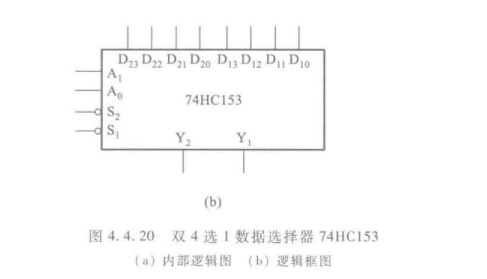 D23 D22 D21 D20 D13 D12 D11 D10
A1
A0
74HC153
S2
S1
Y2 Y1
(b)
图 4.4.20 双 4 选 1 数据选择器 74HC153
(a) 内部逻辑图 (b) 逻辑框图